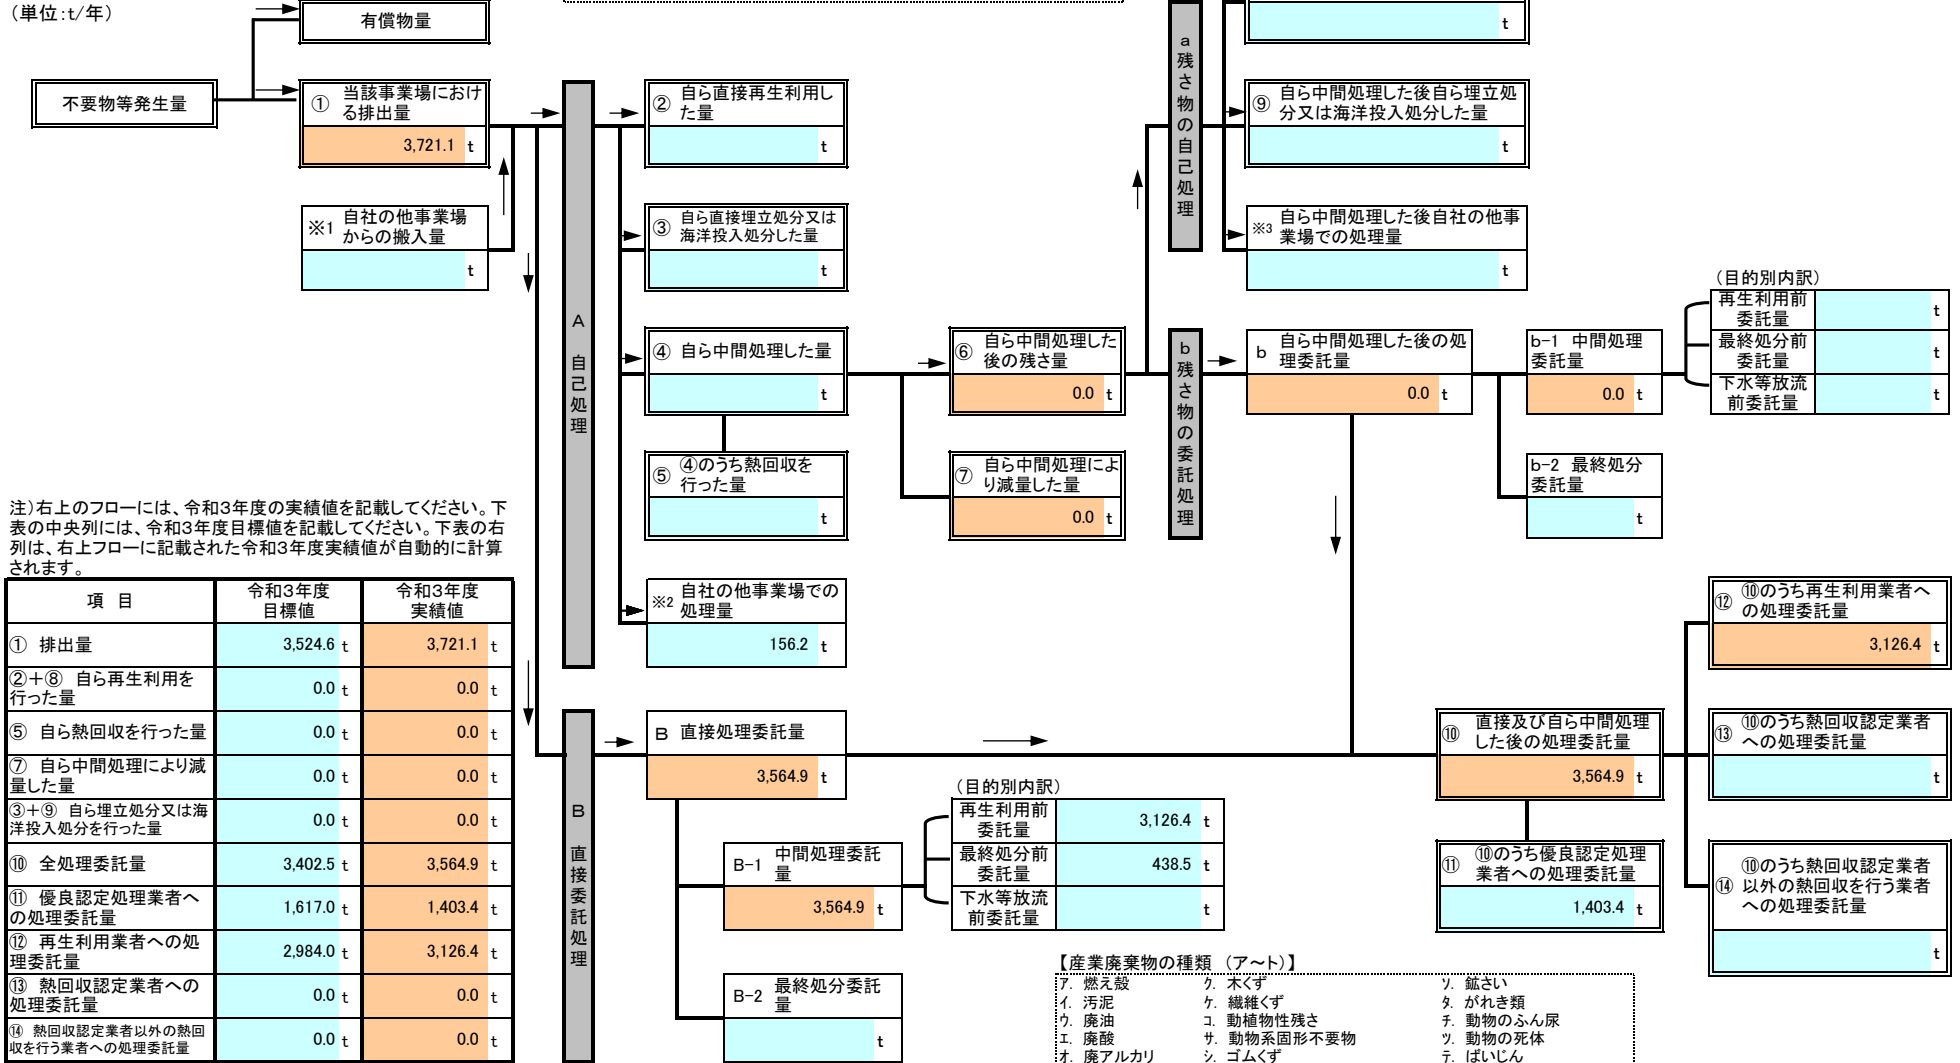 （単位：t/年）
有償物量
不要物等発生量
① 当該事業場におけ
る排出量
3,721.1 t
※1 自社の他事業場
からの搬入量
t
A 自己処理
② 自ら直接再生利用し
た量
t
③ 自ら直接埋立処分又は
海洋投入処分した量
t
④ 自ら中間処理した量
t
⑤ ④のうち熱回収を
行った量
t
※2 自社の他事業場での
処理量
156.2 t
⑥ 自ら中間処理した
後の残さ量
0.0 t
⑦ 自ら中間処理によ
り減量した量
0.0 t
a 残さ物の自己処理
t
⑨ 自ら中間処理した後自ら埋立処
分又は海洋投入処分した量
t
※3 自ら中間処理した後自社の他事
業場での処理量
t
b 残さ物の委託処理
b 自ら中間処理した後の処
理委託量
0.0 t
b-1 中間処理
委託量
0.0 t
b-2 最終処分
委託量
t
（目的別内訳）
再生利用前
委託量
t
最終処分前
委託量
t
下水等放流
前委託量
t
注）右上のフローには、令和3年度の実績値を記載してください。下
表の中央列には、令和3年度目標値を記載してください。下表の右
列は、右上フローに記載された令和3年度実績値が自動的に計算
されます。
項 目 令和3年度
目標値 令和3年度
実績値
① 排出量 3,524.6 t 3,721.1 t
②＋⑧ 自ら再生利用を
行った量 0.0 t 0.0 t
⑤ 自ら熱回収を行った量 0.0 t 0.0 t
⑦ 自ら中間処理により減
量した量 0.0 t 0.0 t
③＋⑨ 自ら埋立処分又は海
洋投入処分を行った量 0.0 t 0.0 t
⑩ 全処理委託量 3,402.5 t 3,564.9 t
⑪ 優良認定処理業者へ
の処理委託量 1,617.0 t 1,403.4 t
⑫ 再生利用業者への処
理委託量 2,984.0 t 3,126.4 t
⑬ 熱回収認定業者への
処理委託量 0.0 t 0.0 t
⑭ 熱回収認定業者以外の熱回
収を行う業者への処理委託量 0.0 t 0.0 t
B 直接委託処理
B 直接処理委託量
3,564.9 t
B-1 中間処理委託
量
3,564.9 t
B-2 最終処分委託
量
t
（目的別内訳）
再生利用前
委託量
3,126.4 t
最終処分前
委託量
438.5 t
下水等放流
前委託量
t
⑩ 直接及び自ら中間処理
した後の処理委託量
3,564.9 t
⑪ ⑩のうち優良認定処理
業者への処理委託量
1,403.4 t
⑫ ⑩のうち再生利用業者へ
の処理委託量
3,126.4 t
⑬ ⑩のうち熱回収認定業者
への処理委託量
t
⑭ ⑩のうち熱回収認定業者
以外の熱回収を行う業者
への処理委託量
t
【産業廃棄物の種類 （ア～ト）】
ア. 燃え殻 ク. 木くず ソ. 鉱さい
イ. 汚泥 ケ. 繊維くず タ. がれき類
ウ. 廃油 コ. 動植物性残さ チ. 動物のふん尿
エ. 廃酸 サ. 動物系固形不要物 ツ. 動物の死体
オ. 廃アルカリ シ. ゴムくず テ. ばいじん